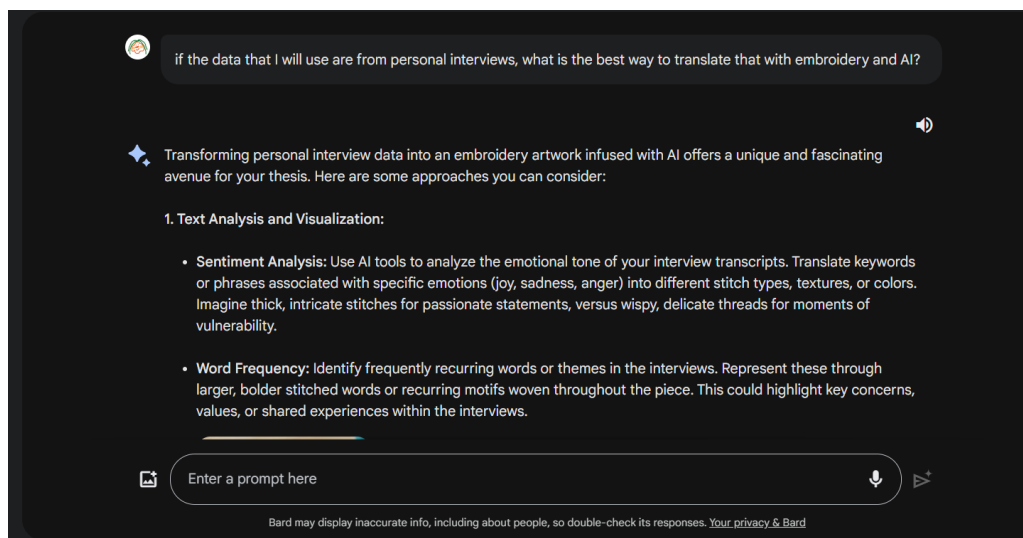 if the data that I will use are from personal interviews, what is the best way to translate that with embroidery and AI?
Transforming personal interview data into an embroidery artwork infused with AI offers a unique and fascinating
avenue for your thesis. Here are some approaches you can consider:
1. Text Analysis and Visualization:
• Sentiment Analysis: Use AI tools to analyze the emotional tone of your interview transcripts. Translate keywords
or phrases associated with specific emotions (joy, sadness, anger) into different stitch types, textures, or colors.
Imagine thick, intricate stitches for passionate statements, versus wispy, delicate threads for moments of
vulnerability.
• Word Frequency: Identify frequently recurring words or themes in the interviews. Represent these through
larger, bolder stitched words or recurring motifs woven throughout the piece. This could highlight key concerns,
values, or shared experiences within the interviews.
Enter a prompt here
Bard may display inaccurate info, including about people, so double-check its responses. Your privacy & Bard